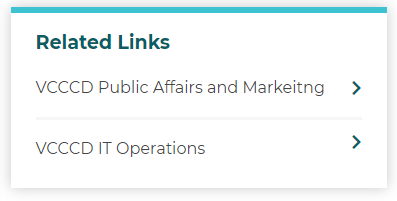 Related Links
VCCCD Public Affairs and Markeitng
VCCCD IT Operations